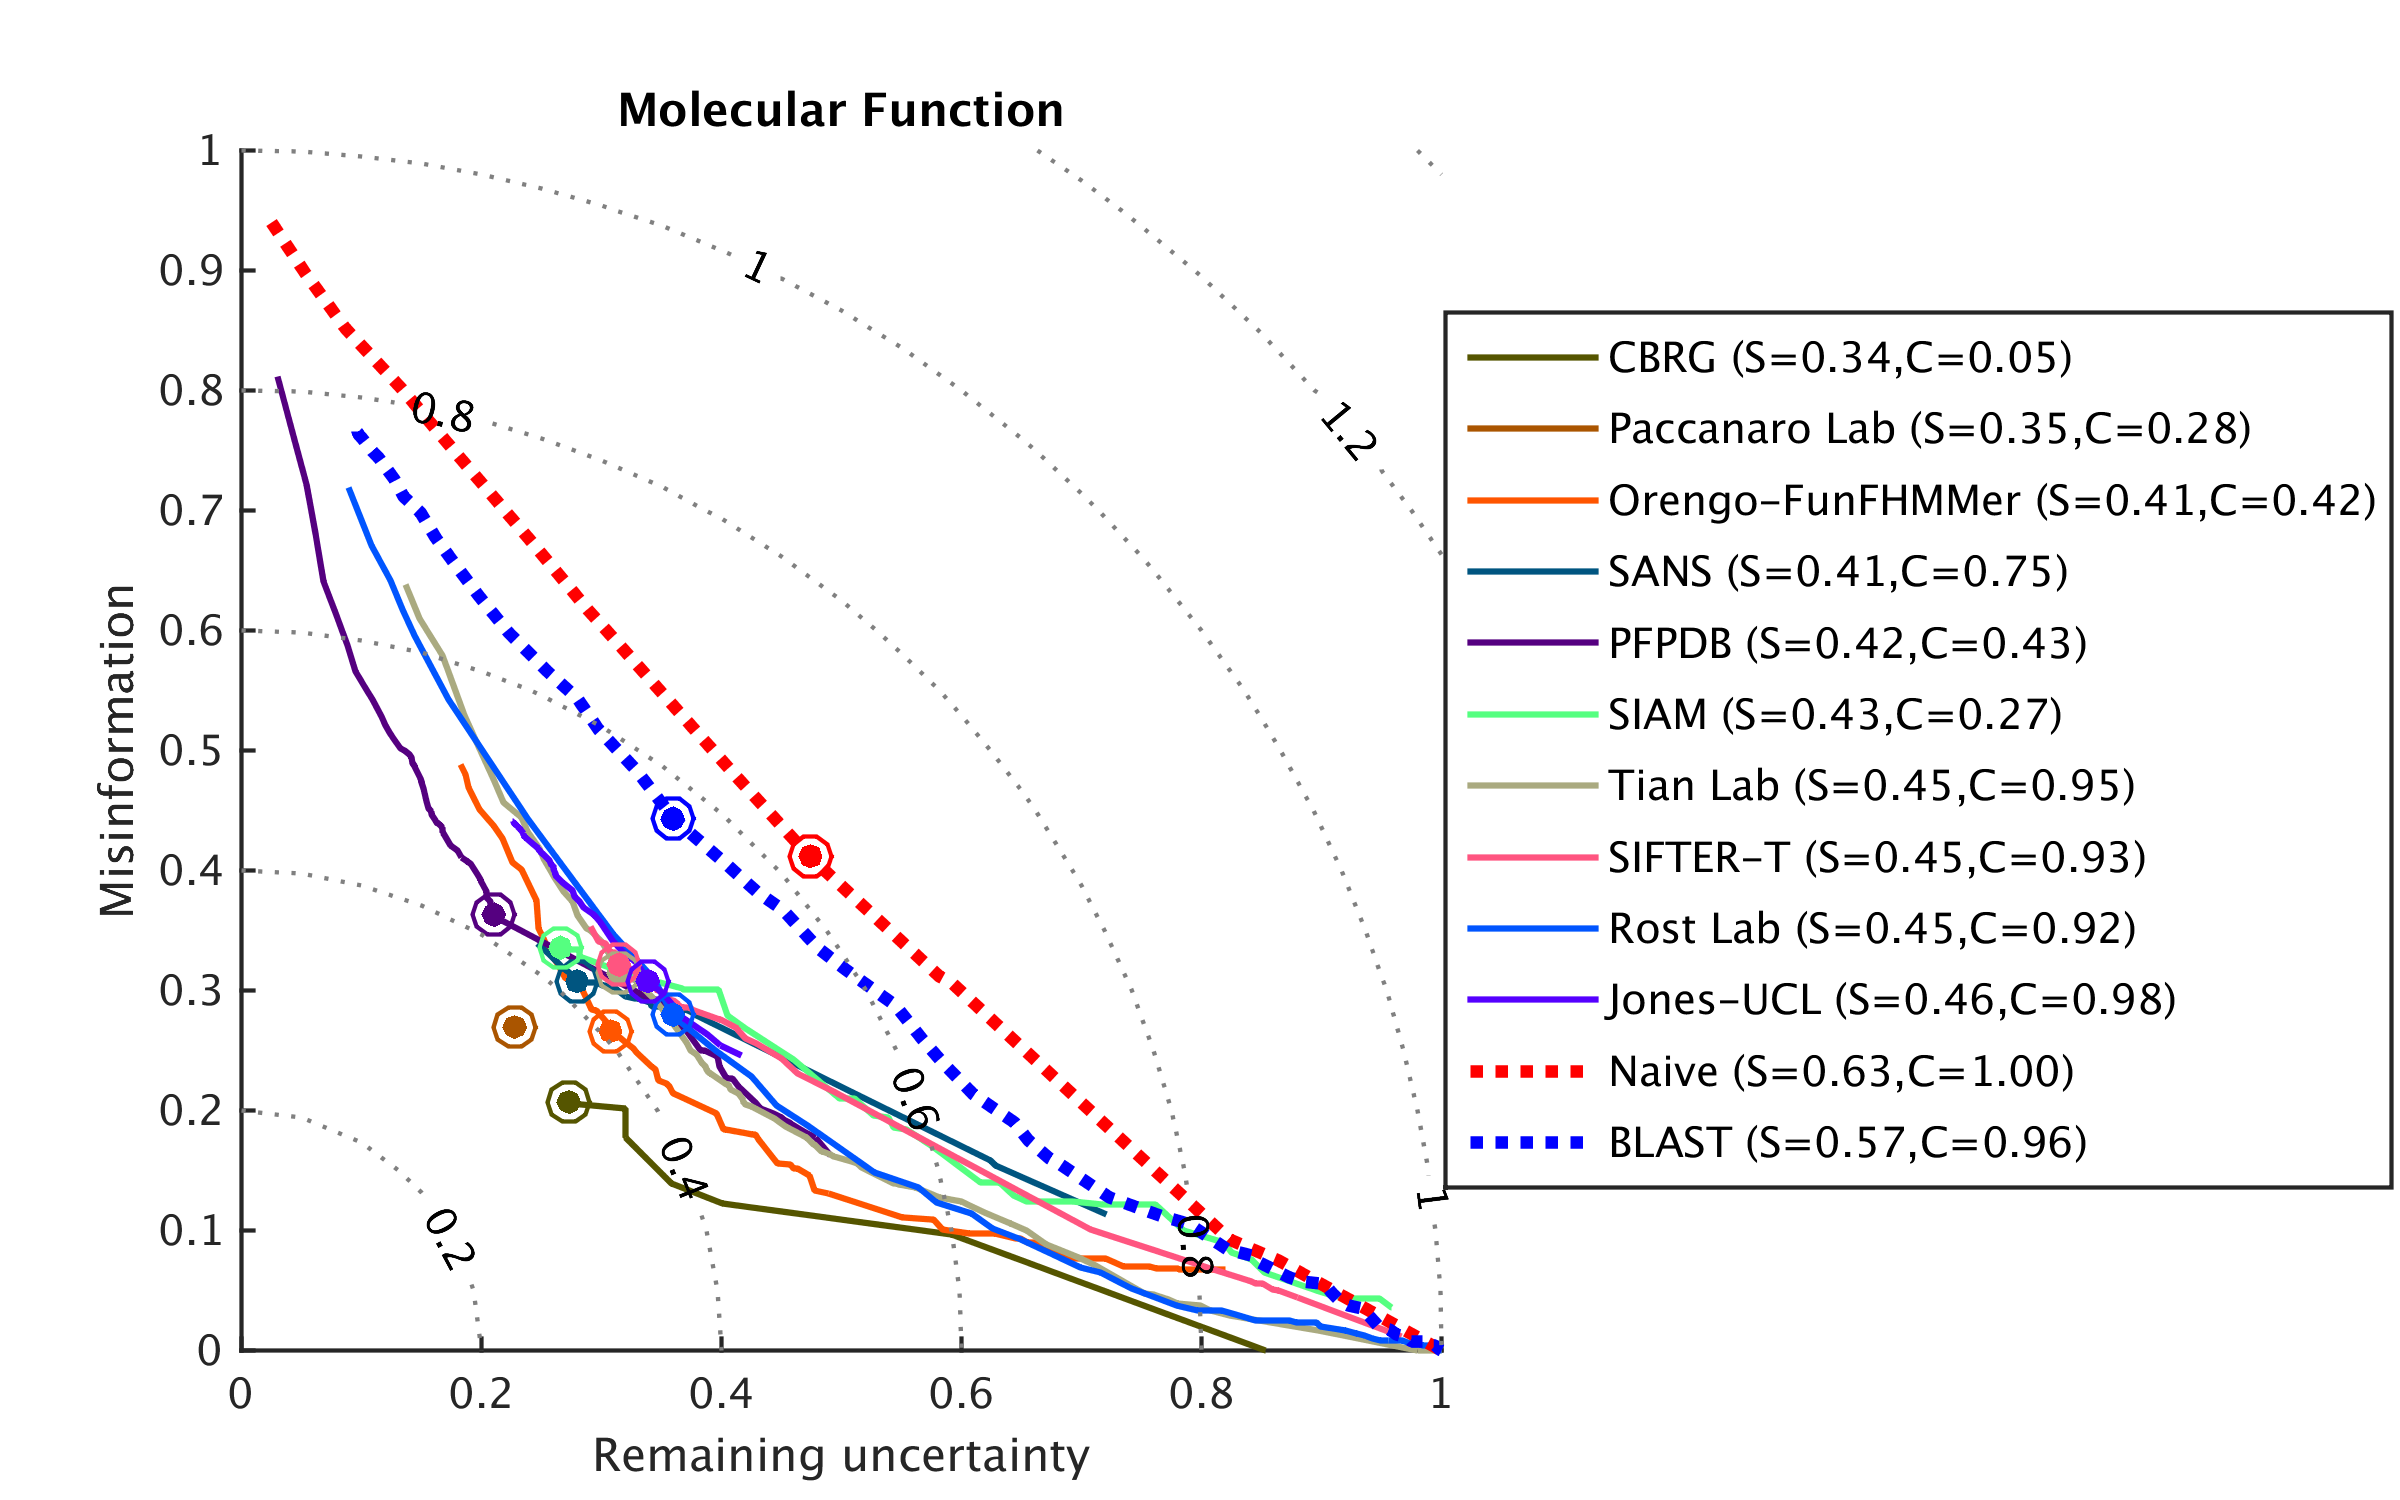 Molecular Function
1
0.9
0.8
0.7
0.6
0.5
0.4
0.3
0.2
0.1
0
Misinformation
0
0.2
0.4
0.6
0.8
1
Remaining uncertainty
1
0.8
1.2
0.6
0.4
0.2
0.8
1
CBRG (S=0.34,C=0.05)
Paccanaro Lab (S=0.35,C=0.28)
Orengo-FunFHMMer (S=0.41,C=0.42)
SANS (S=0.41,C=0.75)
PFPDB (S=0.42,C=0.43)
SIAM (S=0.43,C=0.27)
Tian Lab (S=0.45,C=0.95)
SIFTER-T (S=0.45,C=0.93)
Rost Lab (S=0.45,C=0.92)
Jones-UCL (S=0.46,C=0.98)
Naive (S=0.63,C=1.00)
BLAST (S=0.57,C=0.96)